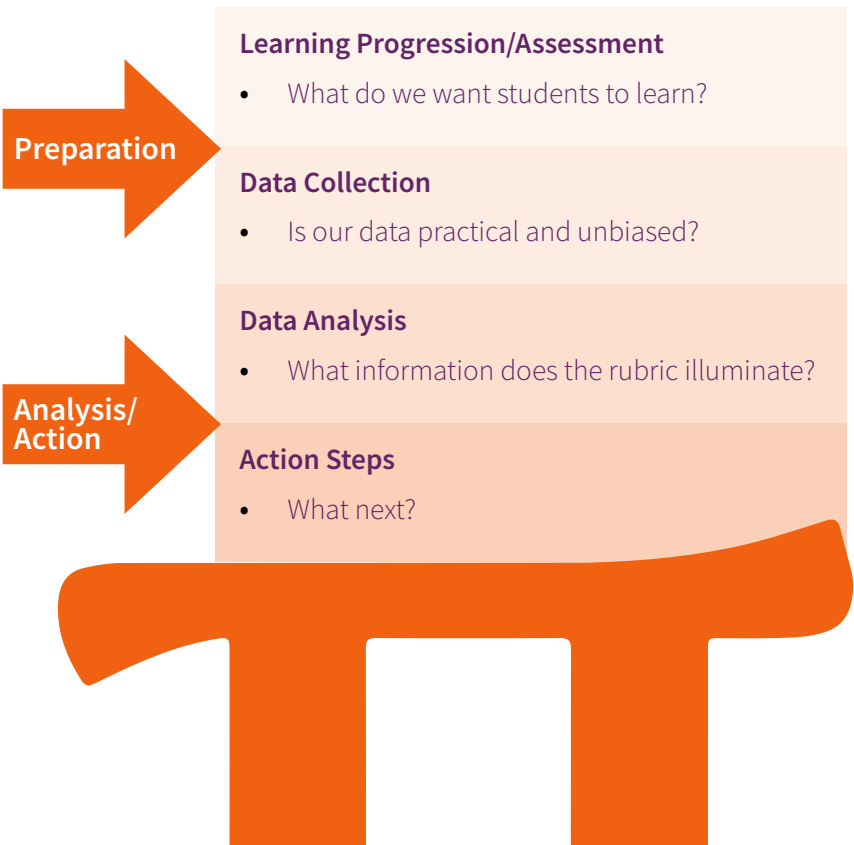 Learning Progression/Assessment
• What do we want students to learn?
Preparation
Data Collection
• Is our data practical and unbiased?
Data Analysis
• What information does the rubric illuminate?
Analysis/
Action
Action Steps
• What next?